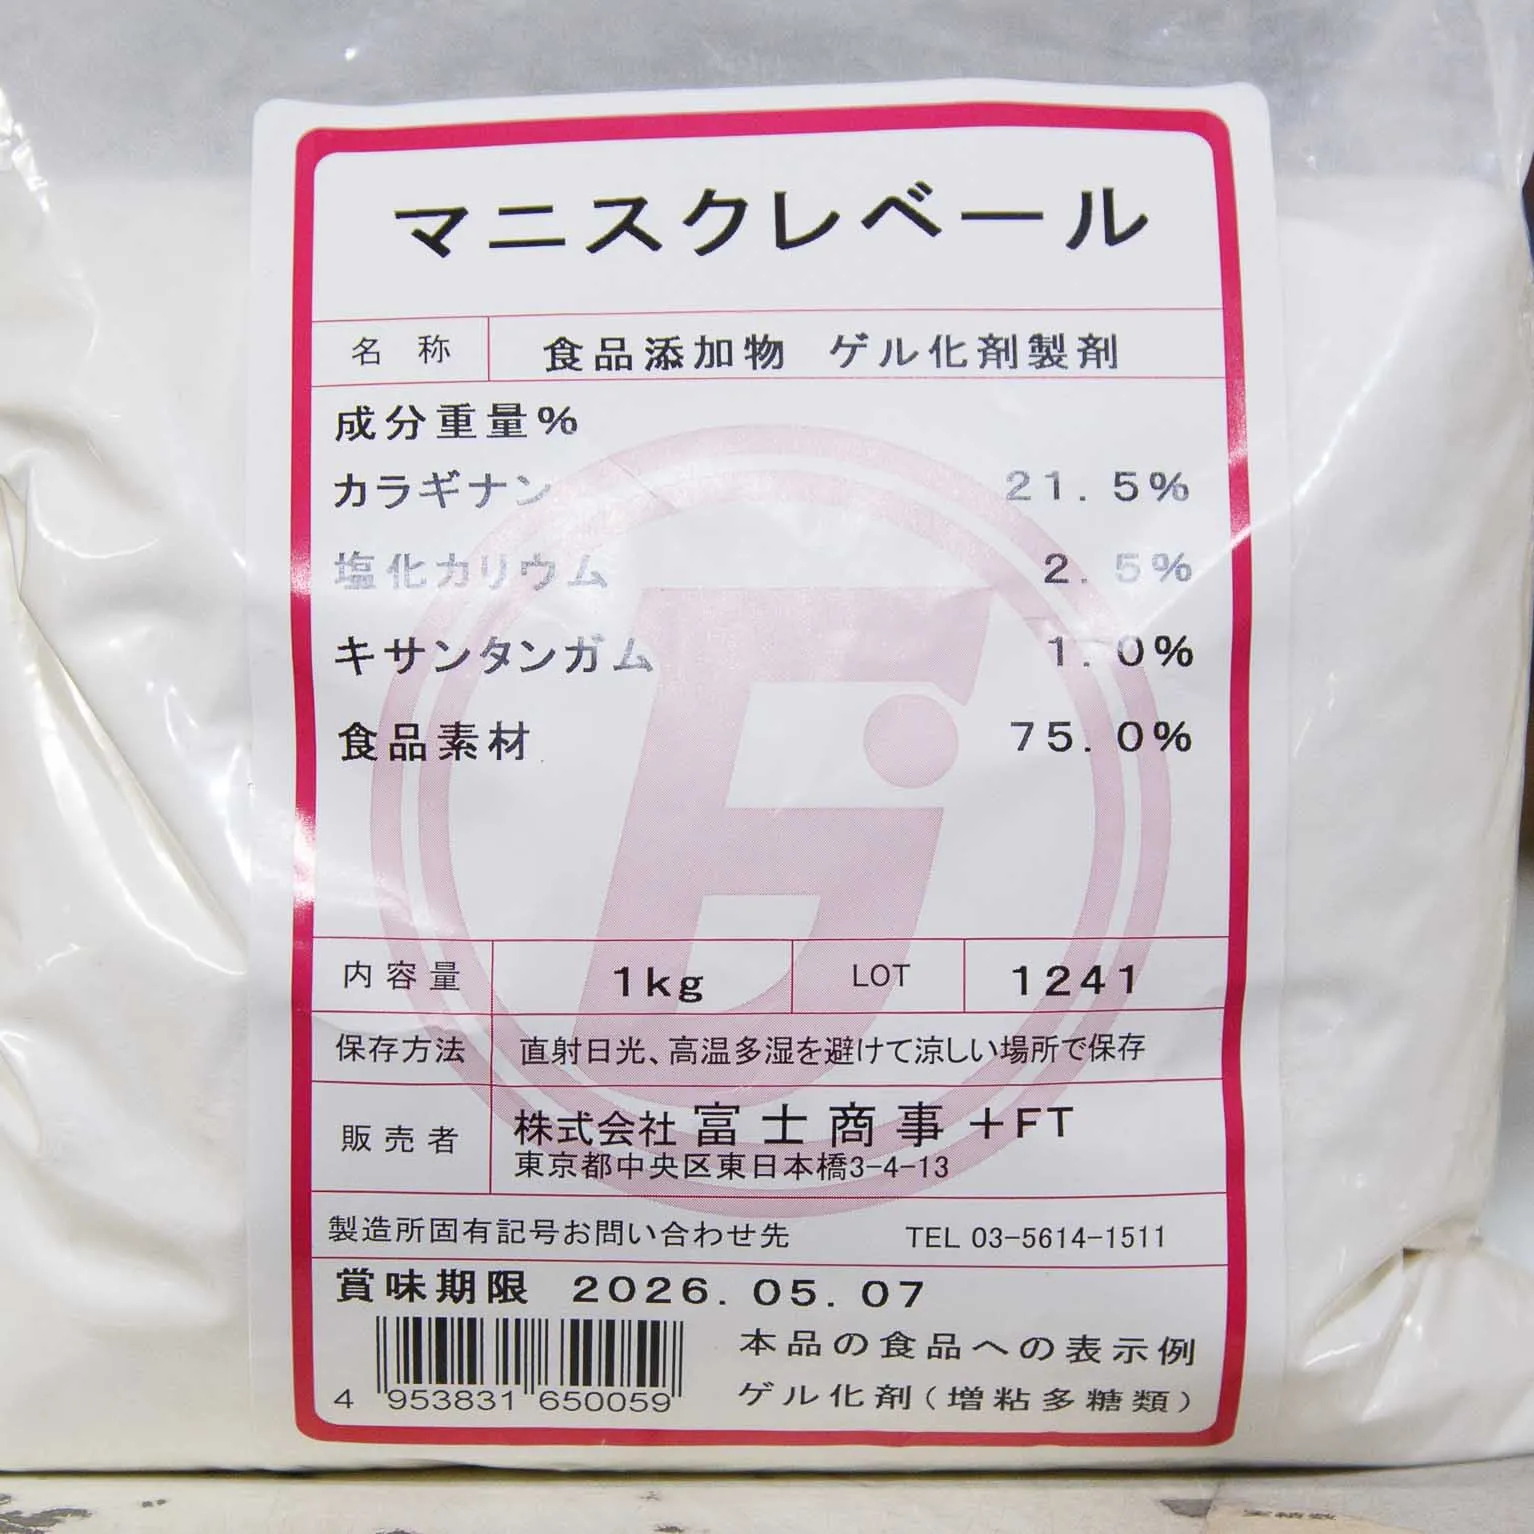 マニスクレベール
名称 食品添加物 ゲル化剤製剤
成分重量%
カラギナン 21.5%
塩化カリウム 2.5%
キサンタンガム 1.0%
食品素材 75.0%
内容量 1kg LOT 1241
保存方法 直射日光、高温多湿を避けて涼しい場所で保存
販売者 株式会社 富士商事 +FT
東京都中央区東日本橋3-4-13
製造所固有記号お問い合わせ先 TEL 03-5614-1511
賞味期限 2026.05.07
本品の食品への表示例
ゲル化剤(増粘多糖類)
4 953831 650059